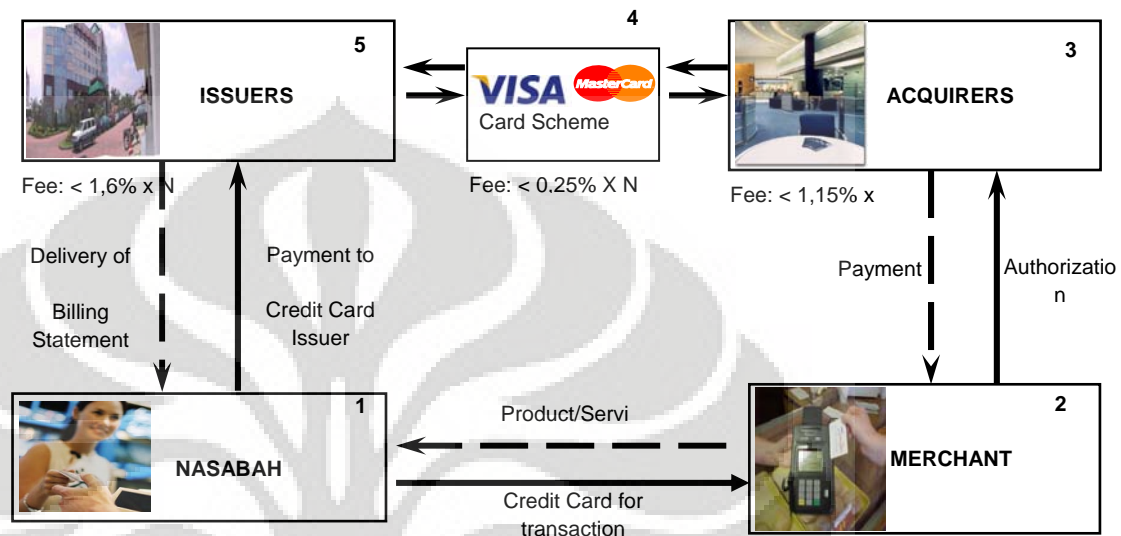 4
5
ISSUERS
VISA
MasterCard
Card Scheme
3
ACQUIRERS
Fee: < 1,6% x N
Fee: < 0.25% X N
Fee: < 1,15% x
Delivery of
Billing
Statement
Payment to
Credit Card
Issuer
Payment
Authorizatio
n
1
NASABAH
Product/Servi
Credit Card for
transaction
2
MERCHANT